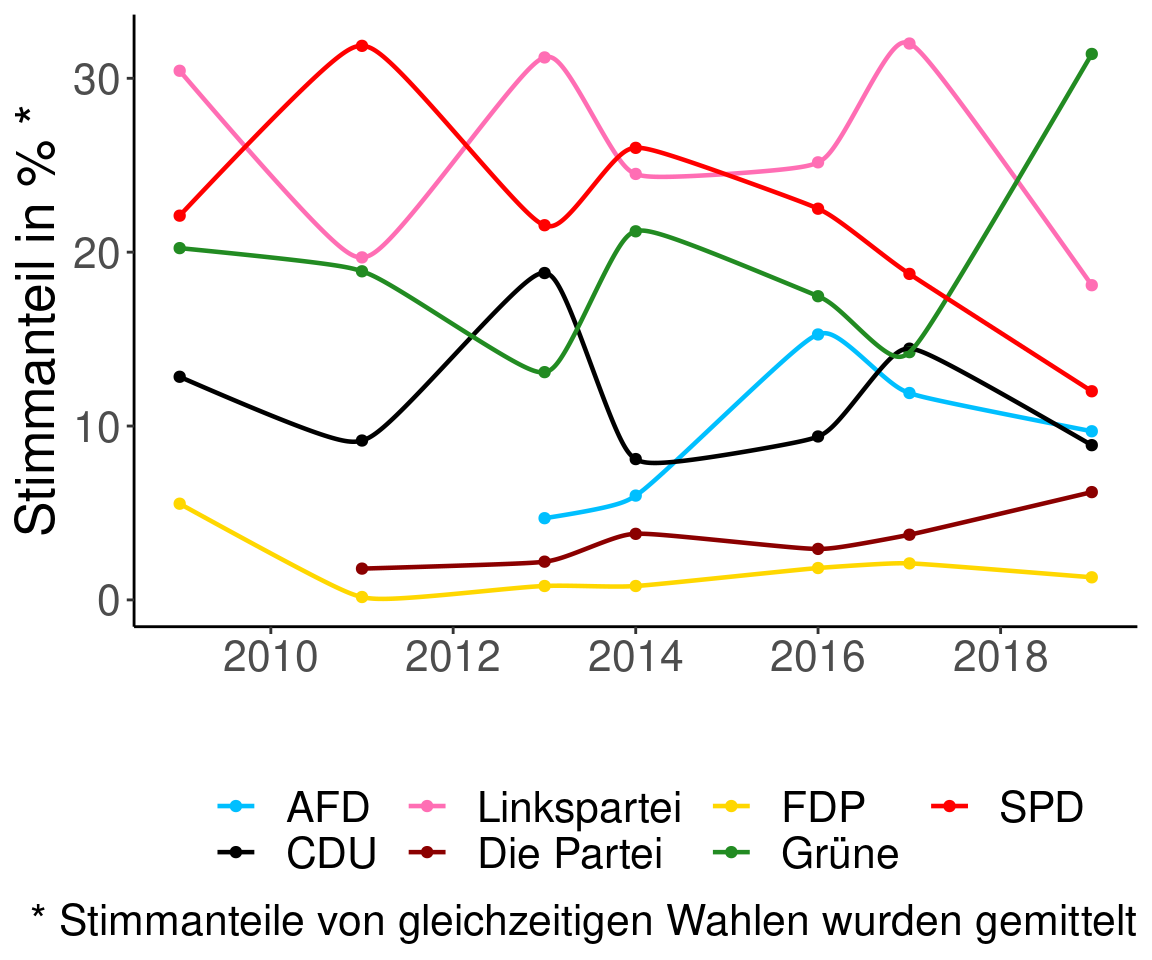 Stimmanteil in % *
30
20
10
0
2010 2012 2014 2016 2018
AFD Linkspartei FDP SPD
CDU Die Partei Grüne
* Stimmanteile von gleichzeitigen Wahlen wurden gemittelt